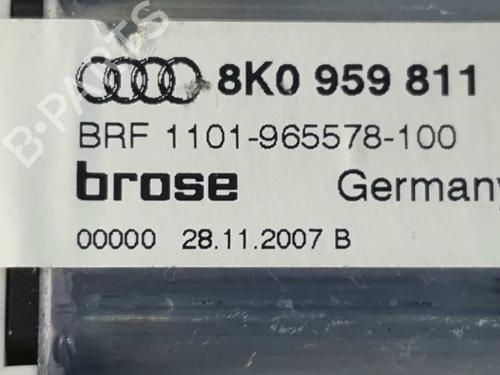 8K0 959 811
BRF 1101-965578-100
brose Germany
00000 28.11.2007 B
B-PARTS